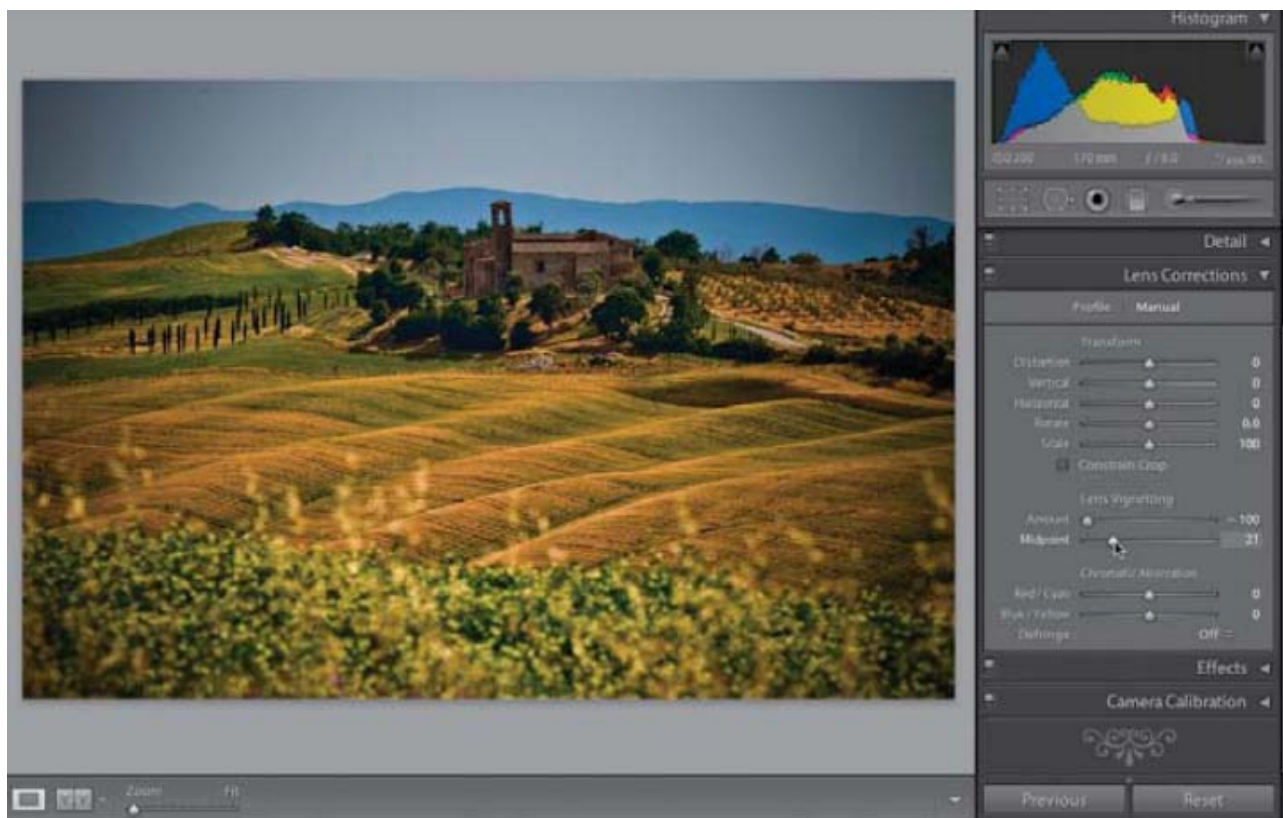 Histogram
ISO 200 170 mm f / 8.0
Detail
Lens Corrections
Profile Manual
Transform
Distortion 0
Vertical 0
Horizontal 0
Rotate 0.0
Scale 100
Constrain Crop
Lens Vignetting
Amount – 100
Midpoint 21
Chromatic Aberration
Red / Cyan 0
Blue / Yellow 0
Defringe : Off
Effects
Camera Calibration
Zoom Fit
Previous Reset